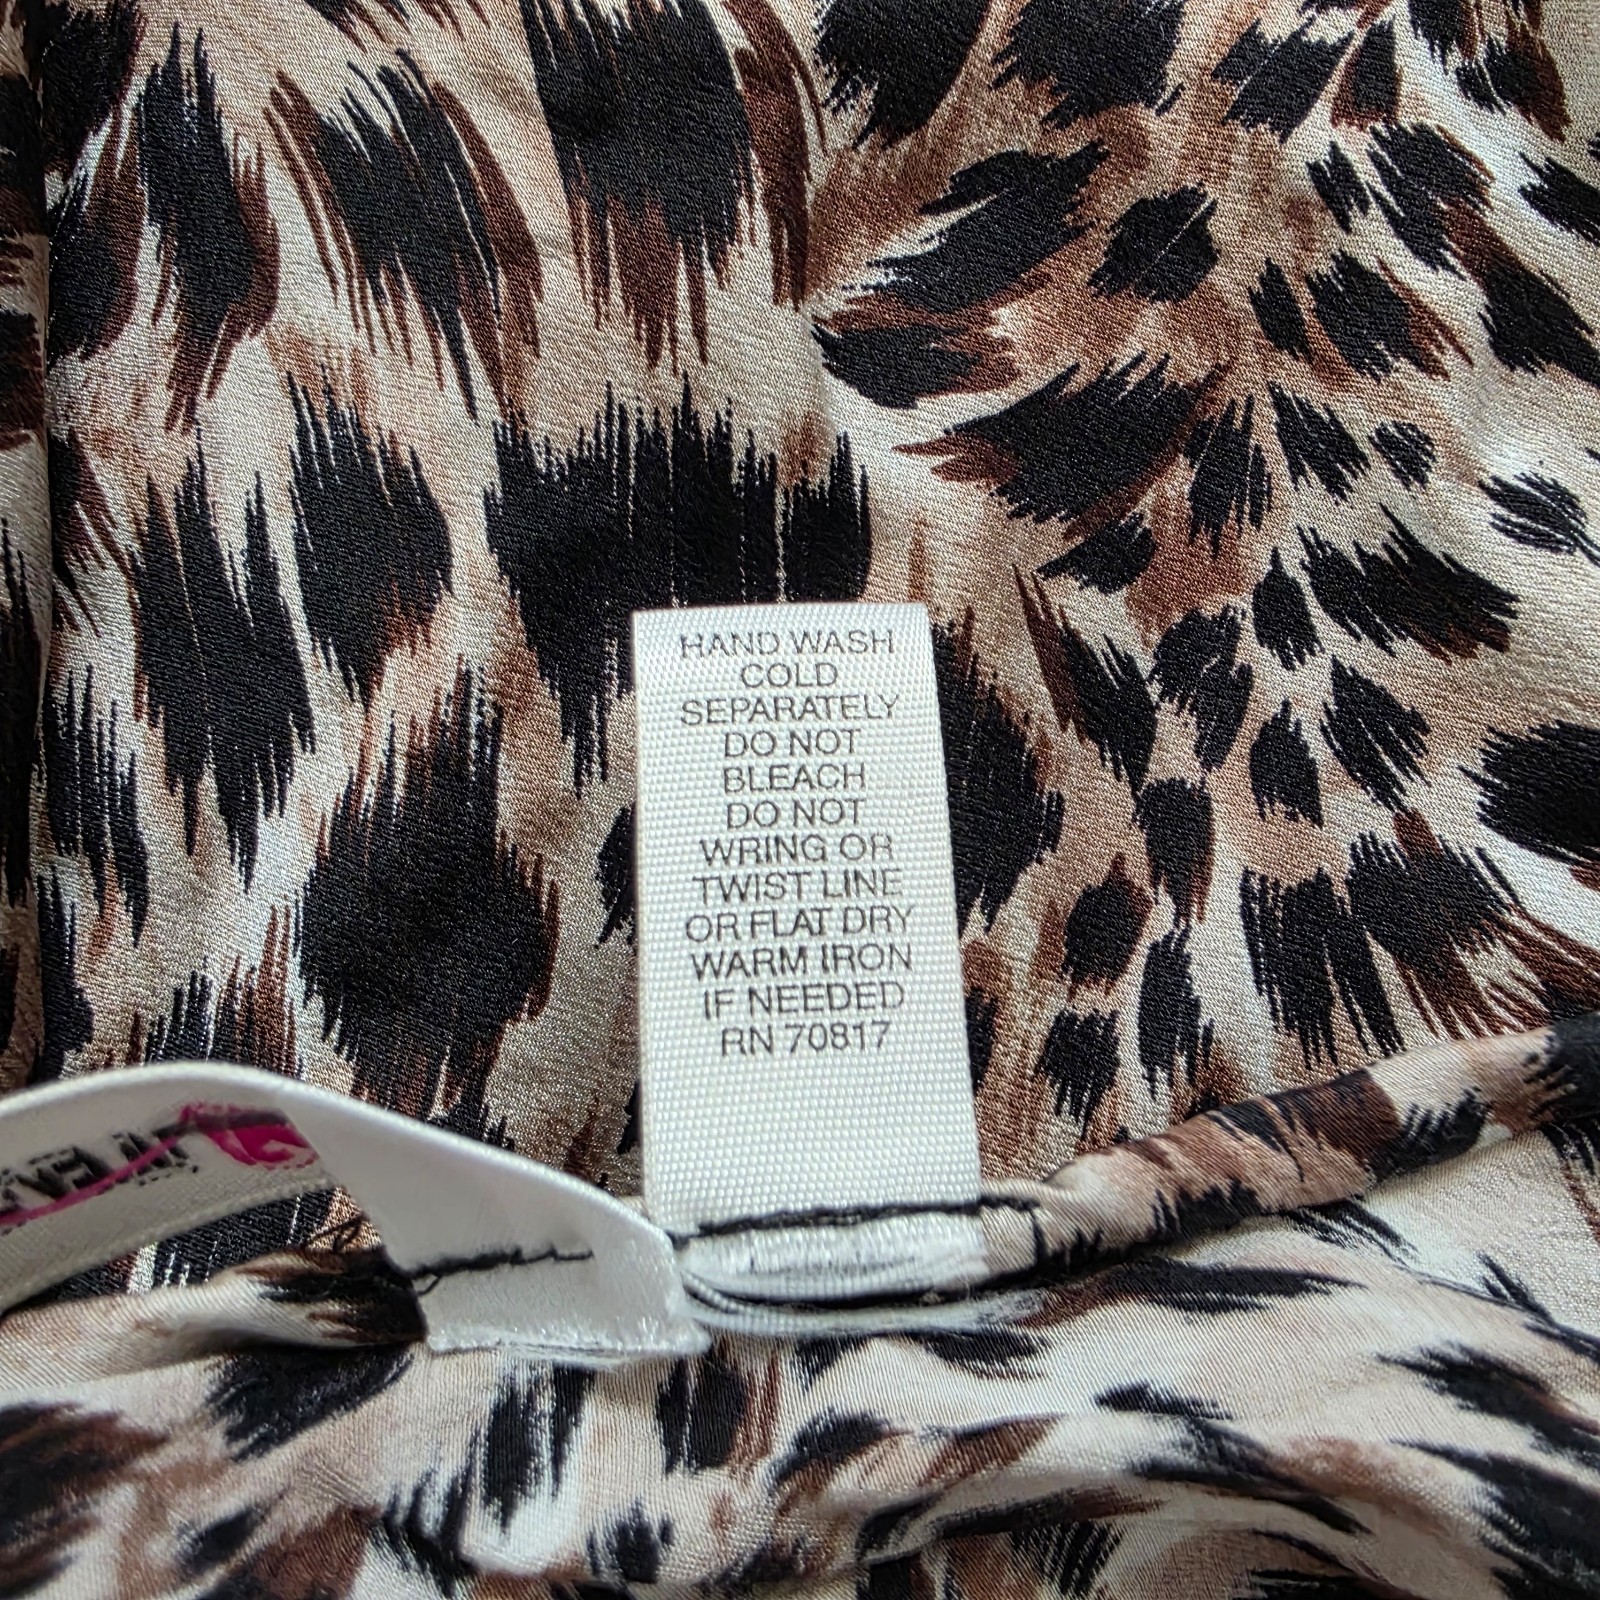 HAND WASH
COLD
SEPARATELY
DO NOT
BLEACH
DO NOT
WRING OR
TWIST LINE
OR FLAT DRY
WARM IRON
IF NEEDED
RN 70817